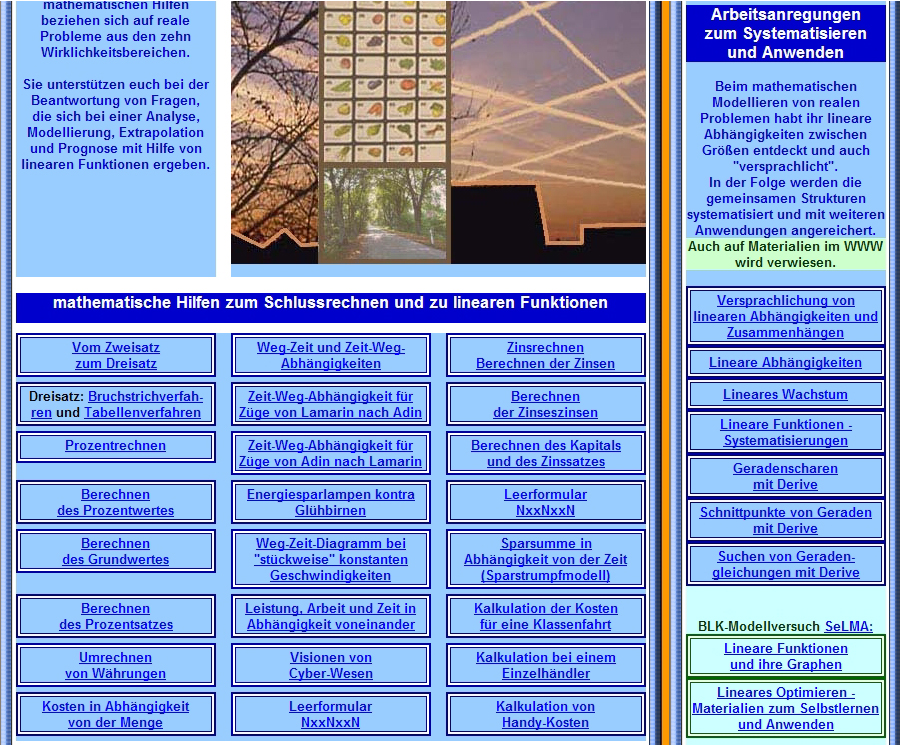 mathematischen Hilfen
beziehen sich auf reale
Probleme aus den zehn
Wirklichkeitsbereichen.
Sie unterstützen euch bei der
Beantwortung von Fragen,
die sich bei einer Analyse,
Modellierung, Extrapolation
und Prognose mit Hilfe von
linearen Funktionen ergeben.
mathematische Hilfen zum Schlussrechnen und zu linearen Funktionen
Vom Zweisatz
zum Dreisatz
Dreisatz: Bruchstrichverfah-
ren und Tabellenverfahren
Prozentrechnen
Berechnen
des Prozentwertes
Berechnen
des Grundwertes
Berechnen
des Prozentsatzes
Umrechnen
von Währungen
Kosten in Abhängigkeit
von der Menge
Weg-Zeit und Zeit-Weg-
Abhängigkeiten
Zeit-Weg-Abhängigkeit für
Züge von Lamarin nach Adin
Zeit-Weg-Abhängigkeit für
Züge von Adin nach Lamarin
Energiesparlampen kontra
Glühbirnen
Weg-Zeit-Diagramm bei
"stückweise" konstanten
Geschwindigkeiten
Leistung, Arbeit und Zeit in
Abhängigkeit voneinander
Visionen von
Cyber-Wesen
Leerformular
NxxNxxN
Zinsrechnen
Berechnen der Zinsen
Berechnen
der Zinseszinsen
Berechnen des Kapitals
und des Zinssatzes
Leerformular
NxxNxxN
Sparsumme in
Abhängigkeit von der Zeit
(Sparstrumpfmodell)
Kalkulation der Kosten
für eine Klassenfahrt
Kalkulation bei einem
Einzelhändler
Kalkulation von
Handy-Kosten
Arbeitsanregungen
zum Systematisieren
und Anwenden
Beim mathematischen
Modellieren von realen
Problemen habt ihr lineare
Abhängigkeiten zwischen
Größen entdeckt und auch
"versprachlicht".
In der Folge werden die
gemeinsamen Strukturen
systematisiert und mit weiteren
Anwendungen angereichert.
Auch auf Materialien im WWW
wird verwiesen.
Versprachlichung von
linearen Abhängigkeiten und
Zusammenhängen
Lineare Abhängigkeiten
Lineares Wachstum
Lineare Funktionen -
Systematisierungen
Geradenscharen
mit Derive
Schnittpunkte von Geraden
mit Derive
Suchen von Geraden-
gleichungen mit Derive
BLK-Modellversuch SeLMA:
Lineare Funktionen
und ihre Graphen
Lineares Optimieren -
Materialien zum Selbstlernen
und Anwenden